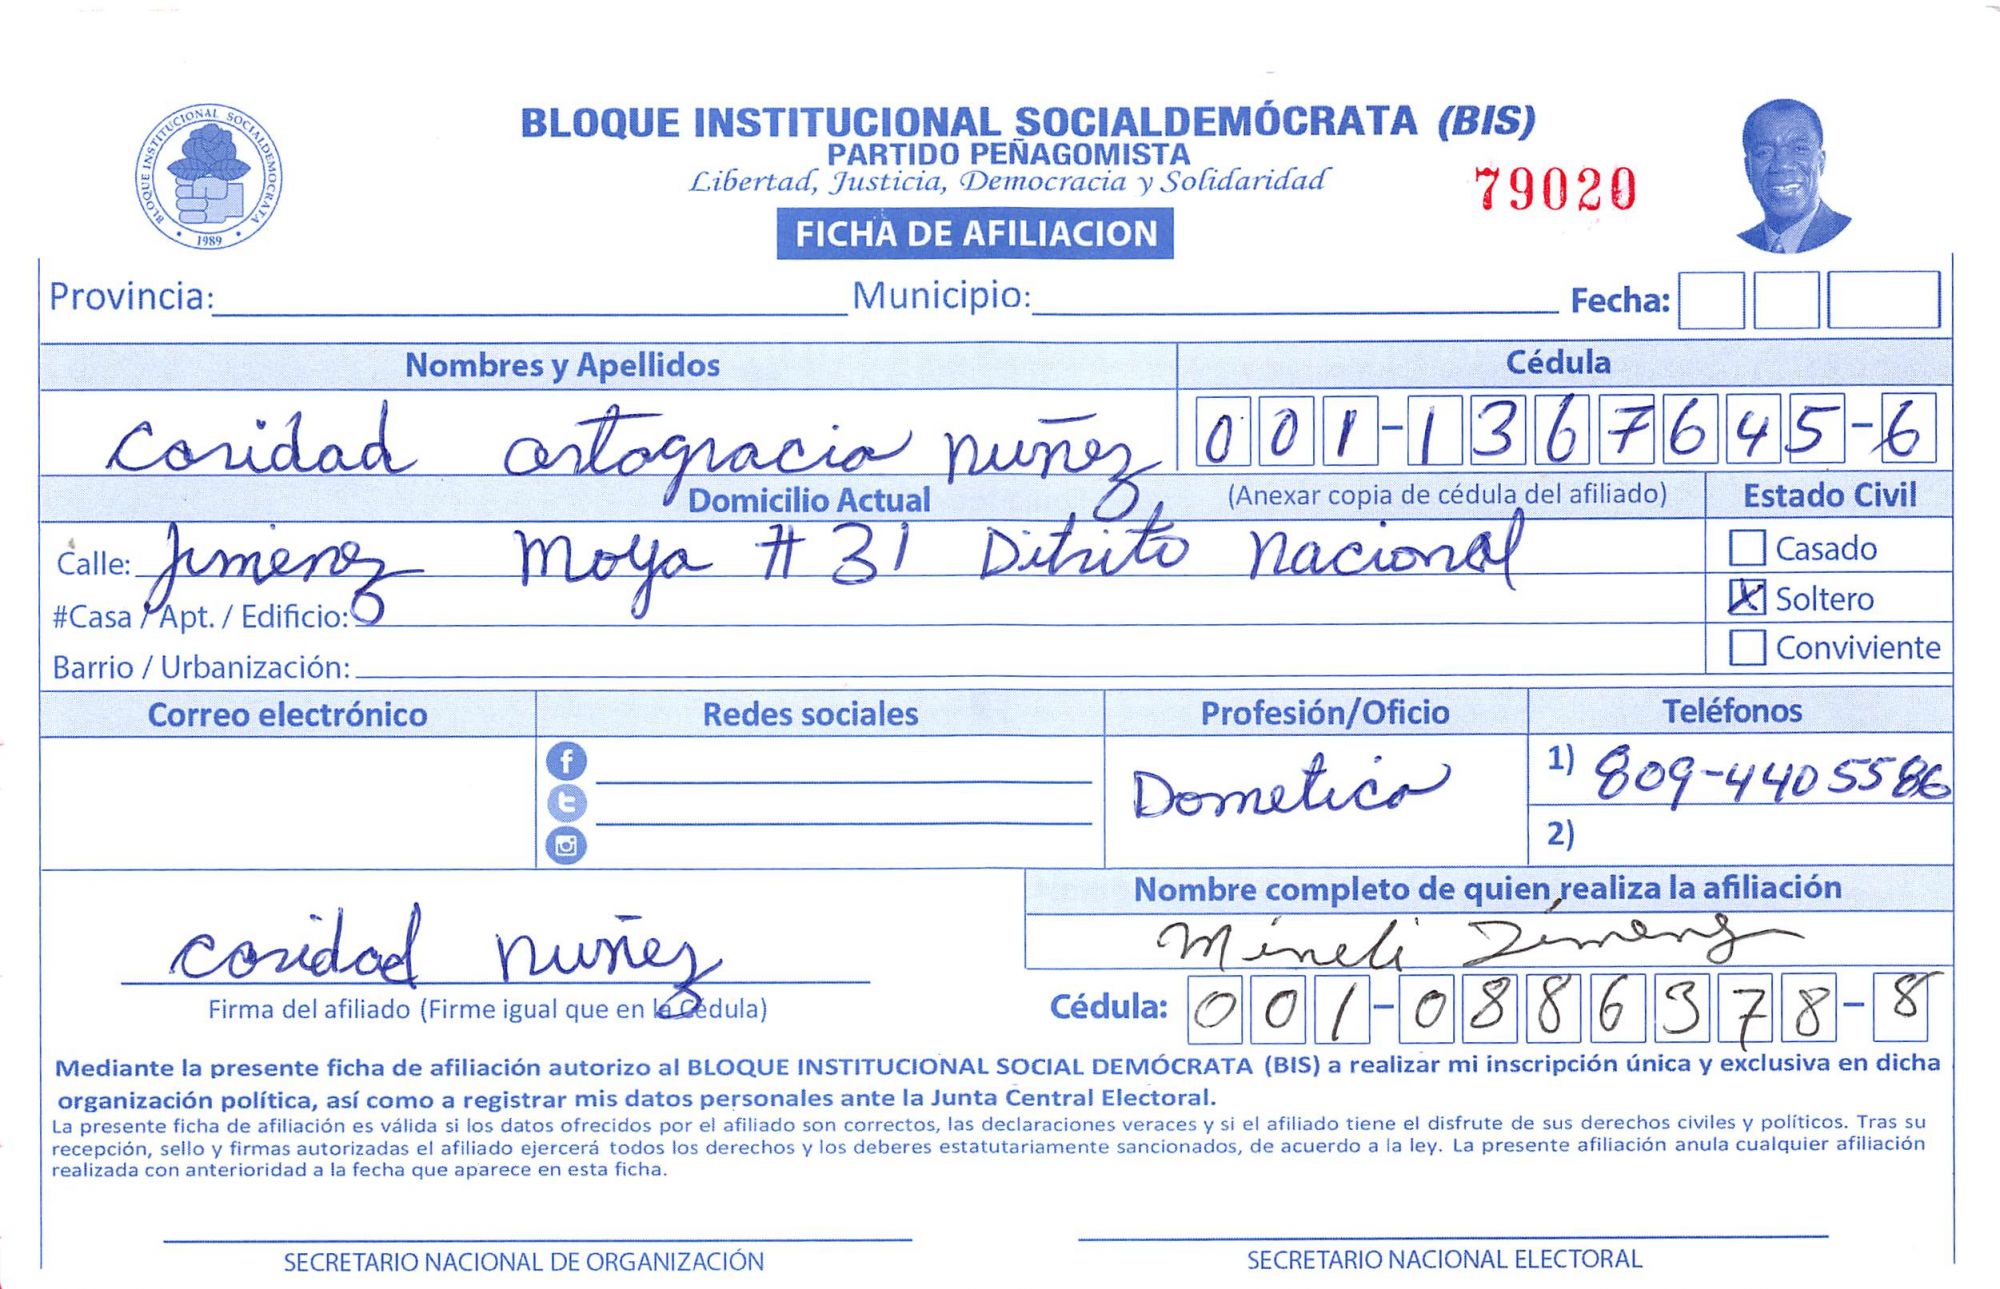 BLOQUE INSTITUCIONAL SOCIALDEMÓCRATA (BIS)
PARTIDO PEÑAGOMISTA
Libertad, Justicia, Democracia y Solidaridad
79020
BLOQUE INSTITUCIONAL SOCIALDEMOCRATA
1989
FICHA DE AFILIACION
Provincia: Municipio: Fecha:
Nombres y Apellidos Cédula
Caridad artagracia nuñez 001-1367645-6
Domicilio Actual (Anexar copia de cédula del afiliado) Estado Civil
Calle: Jimenez Moya # 31 Ditrito nacional
Casado
#Casa / Apt. / Edificio: X Soltero
Barrio / Urbanización: Conviviente
Correo electrónico Redes sociales Profesión/Oficio Teléfonos
Dometica 1) 809-440 5586
2)
Nombre completo de quien realiza la afiliación
Caridad nuñez Mineli Jimenz
Firma del afiliado (Firme igual que en la Cédula) Cédula: 001-0886378-8
Mediante la presente ficha de afiliación autorizo al BLOQUE INSTITUCIONAL SOCIAL DEMÓCRATA (BIS) a realizar mi inscripción única y exclusiva en dicha
organización política, así como a registrar mis datos personales ante la Junta Central Electoral.
La presente ficha de afiliación es válida si los datos ofrecidos por el afiliado son correctos, las declaraciones veraces y si el afiliado tiene el disfrute de sus derechos civiles y políticos. Tras su
recepción, sello y firmas autorizadas el afiliado ejercerá todos los derechos y los deberes estatutariamente sancionados, de acuerdo a la ley. La presente afiliación anula cualquier afiliación
realizada con anterioridad a la fecha que aparece en esta ficha.
SECRETARIO NACIONAL DE ORGANIZACIÓN SECRETARIO NACIONAL ELECTORAL